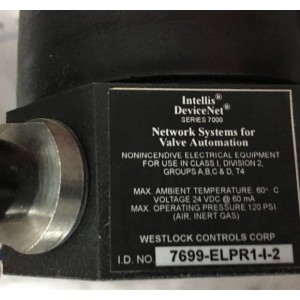 Intellis®
DeviceNet®
SERIES 7000
Network Systems for
Valve Automation
NONINCENDIVE ELECTRICAL EQUIPMENT
FOR USE IN CLASS I, DIVISION 2,
GROUPS A,B,C & D, T4
MAX. AMBIENT TEMPERATURE 60° C
VOLTAGE 24 VDC @ 60 mA
MAX. OPERATING PRESSURE 120 PSI
(AIR, INERT GAS)
WESTLOCK CONTROLS CORP
I.D. NO. 7699-ELPR1-I-2